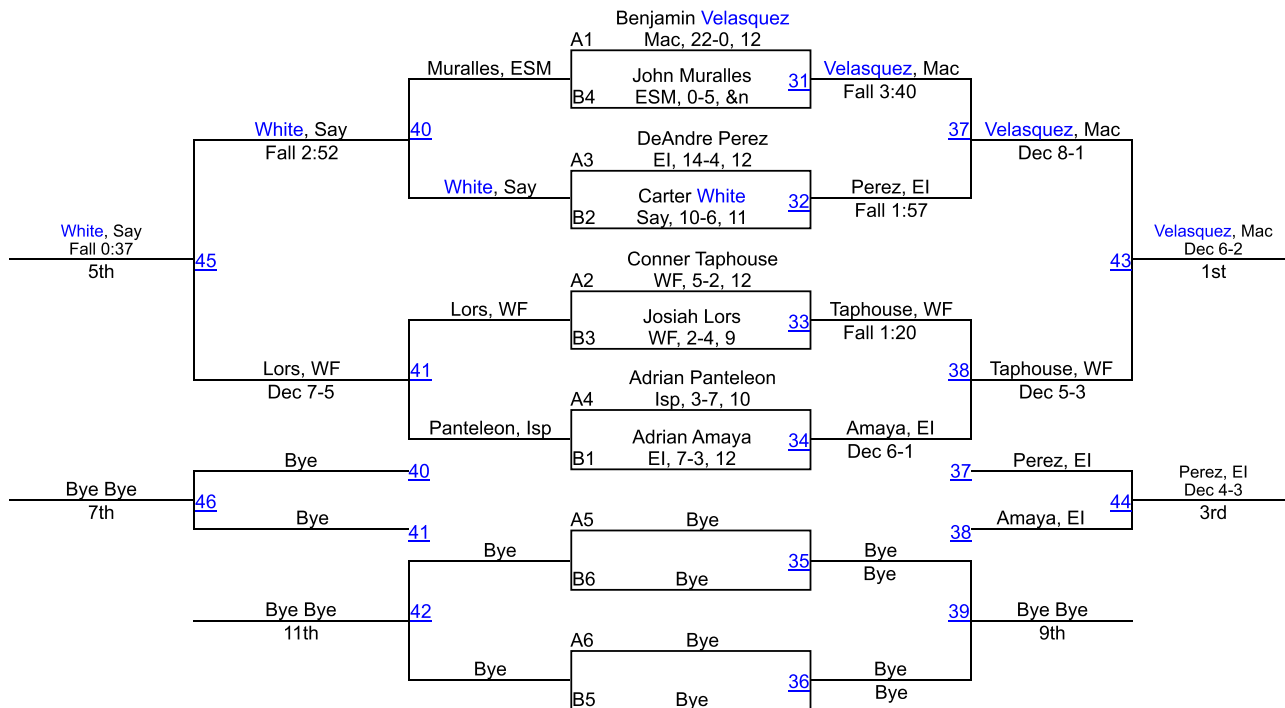 Benjamin Velasquez
A1 Mac, 22-0, 12
Muralles, ESM
John Muralles
31
Velasquez, Mac
B4 ESM, 0-5, &n
Fall 3:40
White, Say
40
DeAndre Perez
37
Velasquez, Mac
Fall 2:52
A3 EI, 14-4, 12
Dec 8-1
White, Say
Carter White
32
Perez, EI
B2 Say, 10-6, 11
Fall 1:57
White, Say
Fall 0:37
5th
45
Conner Taphouse
43
Velasquez, Mac
Dec 6-2
1st
A2 WF, 5-2, 12
Lors, WF
Josiah Lors
33
Taphouse, WF
B3 WF, 2-4, 9
Fall 1:20
Lors, WF
41
Adrian Panteleon
38
Taphouse, WF
Dec 7-5
A4 Isp, 3-7, 10
Dec 5-3
Panteleon, Isp
Adrian Amaya
34
Amaya, EI
B1 EI, 7-3, 12
Dec 6-1
Bye
40
37
Perez, EI
Bye Bye
7th
46
44
Perez, EI
Dec 4-3
3rd
Bye
41
38
Amaya, EI
A5 Bye
Bye
35
Bye
B6 Bye
Bye
Bye Bye
11th
42
39
Bye Bye
9th
A6 Bye
Bye
36
Bye
B5 Bye
Bye